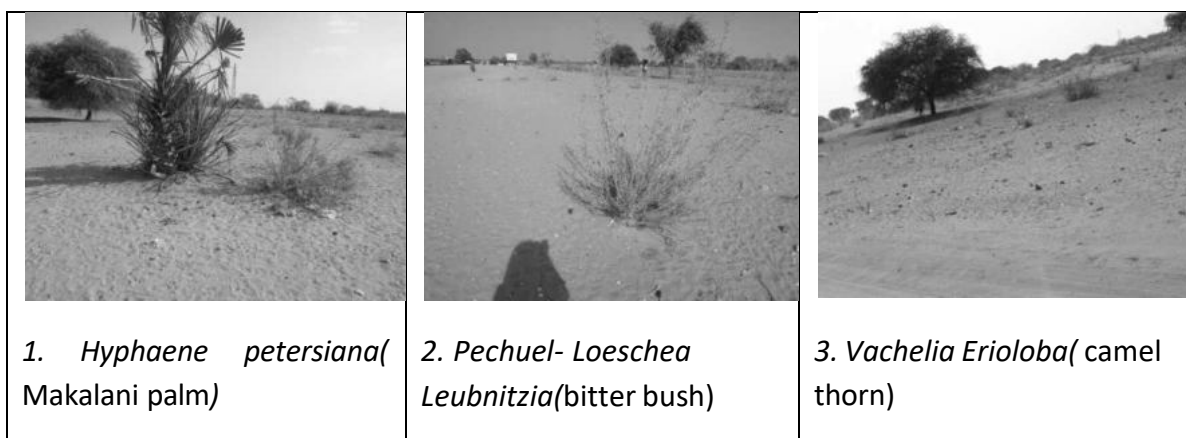 1. Hyphaene petersiana(
Makalani palm)
2. Pechuel- Loeschea
Leubnitzia(bitter bush)
3. Vachelia Erioloba( camel
thorn)